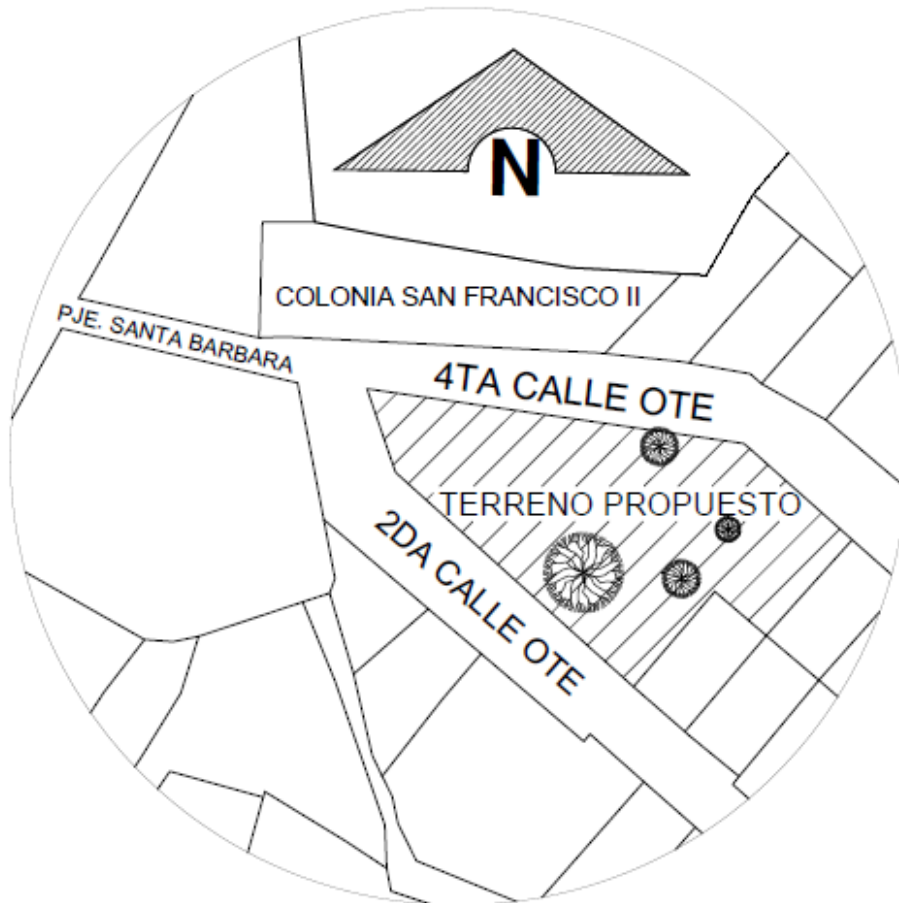 N
COLONIA SAN FRANCISCO II
PJE. SANTA BARBARA
4TA CALLE OTE
TERRENO PROPUESTO
2DA CALLE OTE